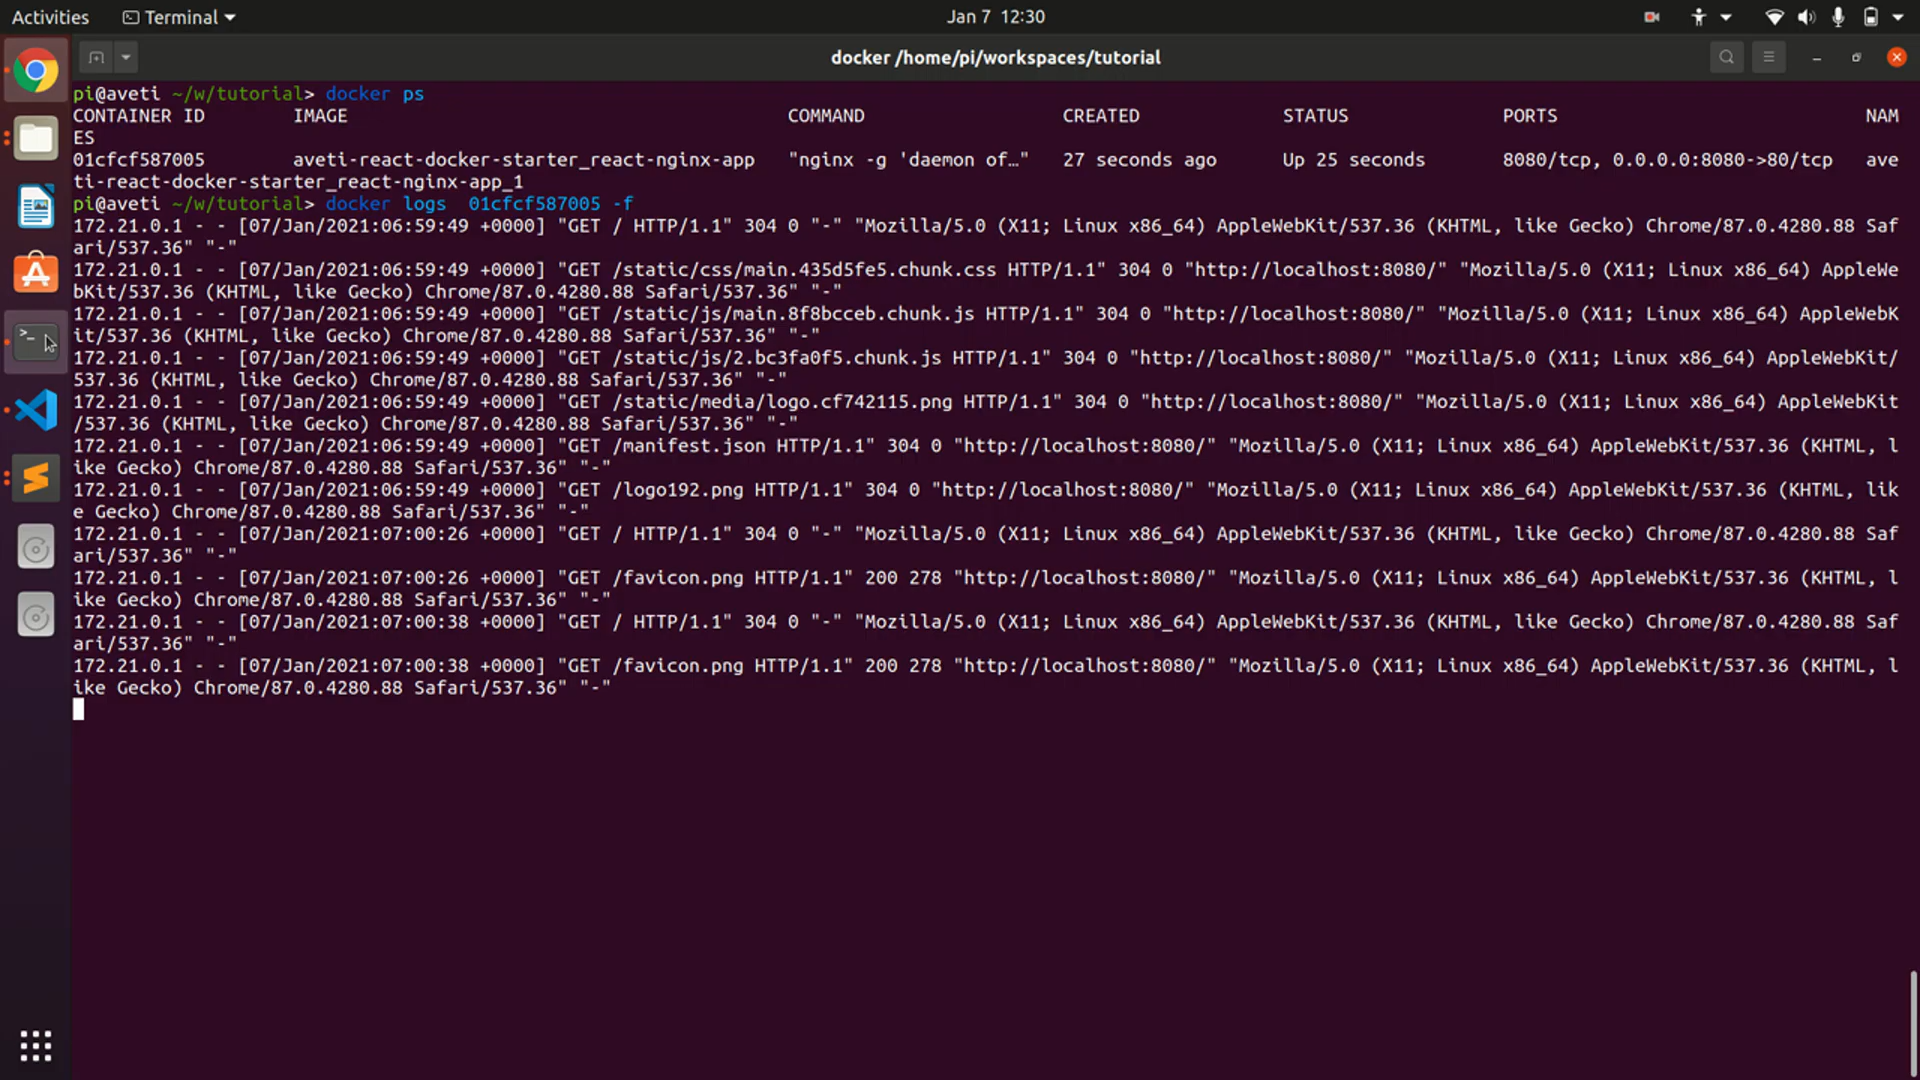 Activities Terminal Jan 7 12:30
docker /home/pi/workspaces/tutorial
pi@aveti ~/w/tutorial> docker ps
CONTAINER ID IMAGE COMMAND CREATED STATUS PORTS NAM
ES
01cfcf587005 aveti-react-docker-starter_react-nginx-app "nginx -g 'daemon of…" 27 seconds ago Up 25 seconds 8080/tcp, 0.0.0.0:8080->80/tcp ave
ti-react-docker-starter_react-nginx-app_1
pi@aveti ~/w/tutorial> docker logs 01cfcf587005 -f
172.21.0.1 - - [07/Jan/2021:06:59:49 +0000] "GET / HTTP/1.1" 304 0 "-" "Mozilla/5.0 (X11; Linux x86_64) AppleWebKit/537.36 (KHTML, like Gecko) Chrome/87.0.4280.88 Saf
ari/537.36" "-"
172.21.0.1 - - [07/Jan/2021:06:59:49 +0000] "GET /static/css/main.435d5fe5.chunk.css HTTP/1.1" 304 0 "http://localhost:8080/" "Mozilla/5.0 (X11; Linux x86_64) AppleWe
bKit/537.36 (KHTML, like Gecko) Chrome/87.0.4280.88 Safari/537.36" "-"
172.21.0.1 - - [07/Jan/2021:06:59:49 +0000] "GET /static/js/main.8f8bcceb.chunk.js HTTP/1.1" 304 0 "http://localhost:8080/" "Mozilla/5.0 (X11; Linux x86_64) AppleWebK
it/537.36 (KHTML, like Gecko) Chrome/87.0.4280.88 Safari/537.36" "-"
172.21.0.1 - - [07/Jan/2021:06:59:49 +0000] "GET /static/js/2.bc3fa0f5.chunk.js HTTP/1.1" 304 0 "http://localhost:8080/" "Mozilla/5.0 (X11; Linux x86_64) AppleWebKit/
537.36 (KHTML, like Gecko) Chrome/87.0.4280.88 Safari/537.36" "-"
172.21.0.1 - - [07/Jan/2021:06:59:49 +0000] "GET /static/media/logo.cf742115.png HTTP/1.1" 304 0 "http://localhost:8080/" "Mozilla/5.0 (X11; Linux x86_64) AppleWebKit
/537.36 (KHTML, like Gecko) Chrome/87.0.4280.88 Safari/537.36" "-"
172.21.0.1 - - [07/Jan/2021:06:59:49 +0000] "GET /manifest.json HTTP/1.1" 304 0 "http://localhost:8080/" "Mozilla/5.0 (X11; Linux x86_64) AppleWebKit/537.36 (KHTML, l
ike Gecko) Chrome/87.0.4280.88 Safari/537.36" "-"
172.21.0.1 - - [07/Jan/2021:06:59:49 +0000] "GET /logo192.png HTTP/1.1" 304 0 "http://localhost:8080/" "Mozilla/5.0 (X11; Linux x86_64) AppleWebKit/537.36 (KHTML, lik
e Gecko) Chrome/87.0.4280.88 Safari/537.36" "-"
172.21.0.1 - - [07/Jan/2021:07:00:26 +0000] "GET / HTTP/1.1" 304 0 "-" "Mozilla/5.0 (X11; Linux x86_64) AppleWebKit/537.36 (KHTML, like Gecko) Chrome/87.0.4280.88 Saf
ari/537.36" "-"
172.21.0.1 - - [07/Jan/2021:07:00:26 +0000] "GET /favicon.png HTTP/1.1" 200 278 "http://localhost:8080/" "Mozilla/5.0 (X11; Linux x86_64) AppleWebKit/537.36 (KHTML, l
ike Gecko) Chrome/87.0.4280.88 Safari/537.36" "-"
172.21.0.1 - - [07/Jan/2021:07:00:38 +0000] "GET / HTTP/1.1" 304 0 "-" "Mozilla/5.0 (X11; Linux x86_64) AppleWebKit/537.36 (KHTML, like Gecko) Chrome/87.0.4280.88 Saf
ari/537.36" "-"
172.21.0.1 - - [07/Jan/2021:07:00:38 +0000] "GET /favicon.png HTTP/1.1" 200 278 "http://localhost:8080/" "Mozilla/5.0 (X11; Linux x86_64) AppleWebKit/537.36 (KHTML, l
ike Gecko) Chrome/87.0.4280.88 Safari/537.36" "-"